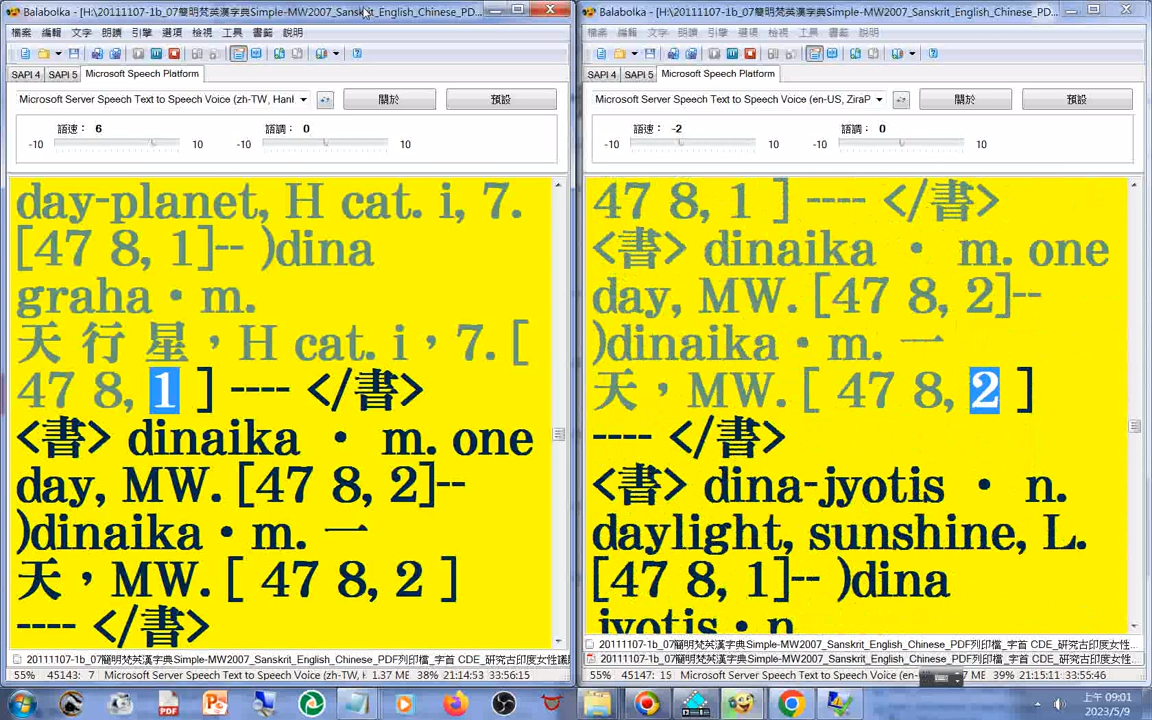 Balabolka - [H:\20111107-1b_07簡明梵英漢字典Simple-MW2007_Sanskrit_English_Chinese_PD...
檔案 編輯 文字 朗讀 引擎 選項 檢視 工具 書籤 說明
SAPI 4 SAPI 5 Microsoft Speech Platform
Microsoft Server Speech Text to Speech Voice (zh-TW, Hanl 關於 預設
語速: 6 語調: 0
-10 10 -10 10
day-planet, H cat. i, 7.
[47 8, 1]-- )dina
graha • m.
天 行 星，H cat. i，7. [
47 8, 1 ] ---- </書>
<書> dinaika • m. one
day, MW. [47 8, 2]--
)dinaika • m. 一
天，MW. [ 47 8, 2 ]
---- </書>
20111107-1b_07簡明梵英漢字典Simple-MW2007_Sanskrit_English_Chinese_PDF列印檔_字首 CDE_研究古印度女性議
55% 45143: 7 Microsoft Server Speech Text to Speech Voice (zh-TW, H 1.37 MB 38% 21:14:53 33:56:15
Balabolka - [H:\20111107-1b_07簡明梵英漢字典Simple-MW2007_Sanskrit_English_Chinese_PD...
檔案 編輯 文字 朗讀 引擎 選項 檢視 工具 書籤 說明
SAPI 4 SAPI 5 Microsoft Speech Platform
Microsoft Server Speech Text to Speech Voice (en-US, ZiraP 關於 預設
語速: -2 語調: 0
-10 10 -10 10
47 8, 1 ] ---- </書>
<書> dinaika • m. one
day, MW. [47 8, 2]--
)dinaika • m. 一
天，MW. [ 47 8, 2 ]
---- </書>
<書> dina-jyotis • n.
daylight, sunshine, L.
[47 8, 1]-- )dina
jyotis • n
20111107-1b_07簡明梵英漢字典Simple-MW2007_Sanskrit_English_Chinese_PDF列印檔_字首 CDE_研究古印度女性...
20111107-1b_07簡明梵英漢字典Simple-MW2007_Sanskrit_English_Chinese_PDF列印檔_字首 CDE_研究古印度女性...
55% 45147: 15 Microsoft Server Speech Text to Speech Voice (en-U ME 39% 21:15:11 33:55:46
上午 09:01
2023/5/9